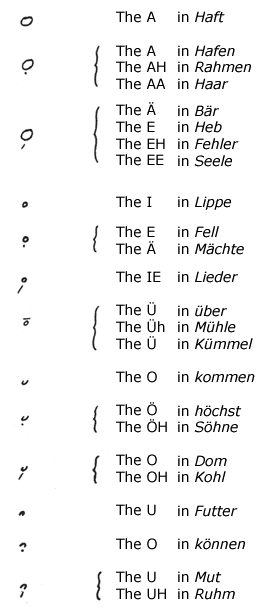 The A in Haft
The A in Hafen
The AH in Rahmen
The AA in Haar
The Ä in Bär
The E in Heb
The EH in Fehler
The EE in Seele
The I in Lippe
The E in Fell
The Ä in Mächte
The IE in Lieder
The Ü in über
The Üh in Mühle
The Ü in Kümmel
The O in kommen
The Ö in höchst
The ÖH in Söhne
The O in Dom
The OH in Kohl
The U in Futter
The O in können
The U in Mut
The UH in Ruhm